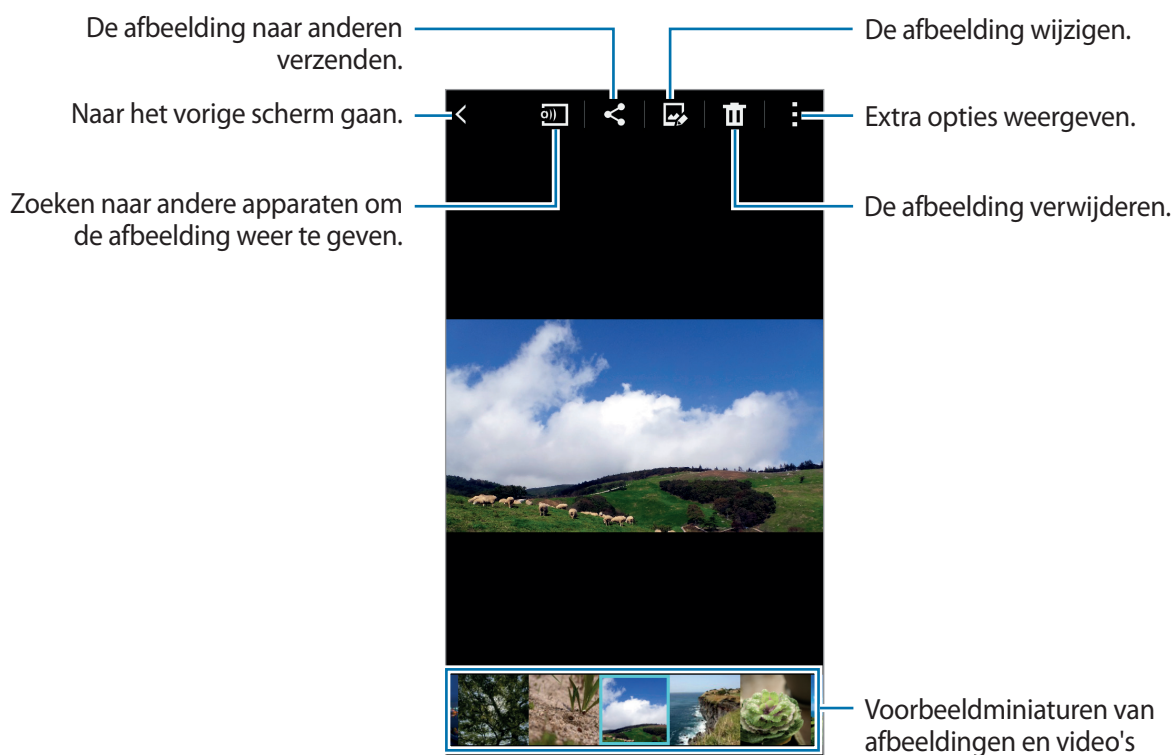 De afbeelding naar anderen
verzenden.
De afbeelding wijzigen.
Naar het vorige scherm gaan.
Extra opties weergeven.
Zoeken naar andere apparaten om
de afbeelding weer te geven.
De afbeelding verwijderen.
Voorbeeldminiaturen van
afbeeldingen en video's